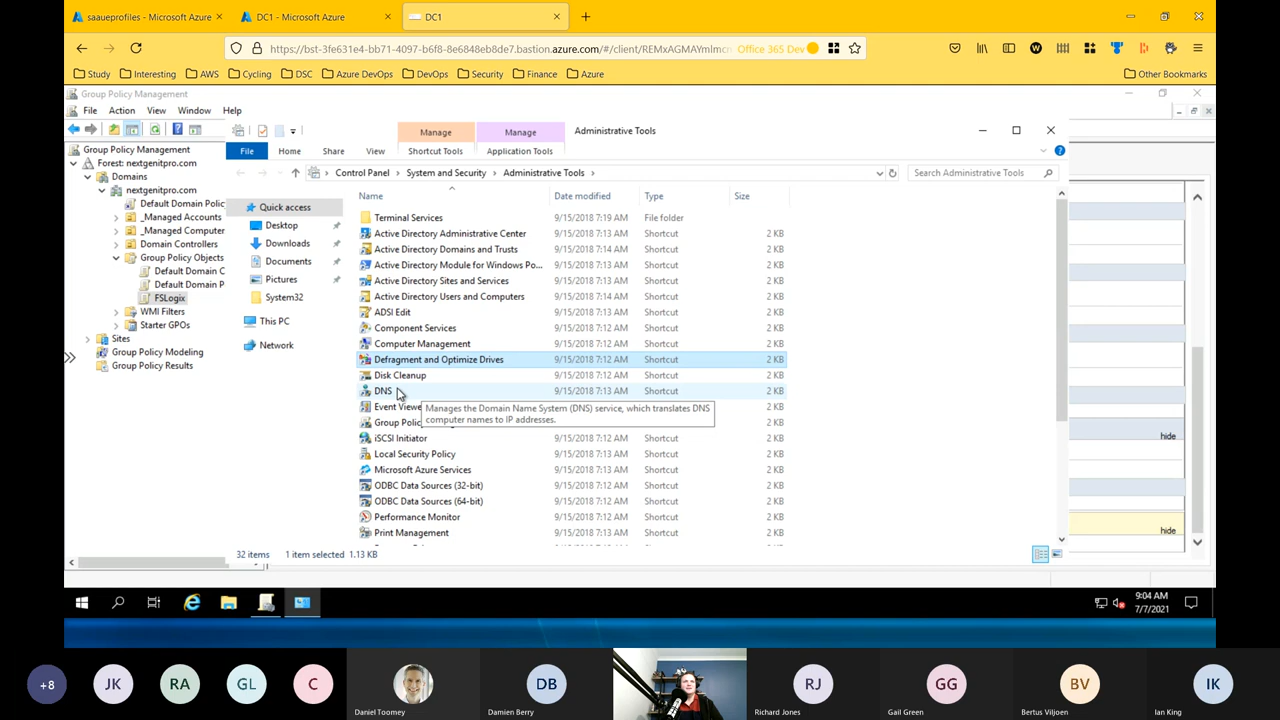 saaueprofiles - Microsoft Azure
DC1 - Microsoft Azure
DC1
https://bst-3fe631e4-bb71-4097-b6f8-8e6848eb8de7.bastion.azure.com/#/client/REMxAGMAYmlmcm
Office 365 Dev
Study
Interesting
AWS
Cycling
DSC
Azure DevOps
DevOps
Security
Finance
Azure
Other Bookmarks
Group Policy Management
File Action View Window Help
Group Policy Management
Forest: nextgenitpro.com
Domains
nextgenitpro.com
Default Domain Polic
_Managed Accounts
_Managed Computer
Domain Controllers
Group Policy Objects
Default Domain C
Default Domain P
FSLogix
WMI Filters
Starter GPOs
Sites
Group Policy Modeling
Group Policy Results
Manage
Manage
Administrative Tools
File Home Share View Shortcut Tools Application Tools
Control Panel > System and Security > Administrative Tools >
Search Administrative Tools
Quick access
Desktop
Downloads
Documents
Pictures
System32
This PC
Network
Name Date modified Type Size
Terminal Services 9/15/2018 7:19 AM File folder
Active Directory Administrative Center 9/15/2018 7:13 AM Shortcut 2 KB
Active Directory Domains and Trusts 9/15/2018 7:14 AM Shortcut 2 KB
Active Directory Module for Windows Po... 9/15/2018 7:13 AM Shortcut 2 KB
Active Directory Sites and Services 9/15/2018 7:13 AM Shortcut 2 KB
Active Directory Users and Computers 9/15/2018 7:14 AM Shortcut 2 KB
ADSI Edit 9/15/2018 7:13 AM Shortcut 2 KB
Component Services 9/15/2018 7:12 AM Shortcut 2 KB
Computer Management 9/15/2018 7:12 AM Shortcut 2 KB
Defragment and Optimize Drives 9/15/2018 7:12 AM Shortcut 2 KB
Disk Cleanup 9/15/2018 7:12 AM Shortcut 2 KB
DNS 9/15/2018 7:13 AM Shortcut 2 KB
Event Viewe
Manages the Domain Name System (DNS) service, which translates DNS
computer names to IP addresses.
Group Po
iSCSI Initiator 9/15/2018 7:12 AM Shortcut 2 KB
Local Security Policy 9/15/2018 7:13 AM Shortcut 2 KB
Microsoft Azure Services 9/15/2018 7:13 AM Shortcut 2 KB
ODBC Data Sources (32-bit) 9/15/2018 7:12 AM Shortcut 2 KB
ODBC Data Sources (64-bit) 9/15/2018 7:12 AM Shortcut 2 KB
Performance Monitor 9/15/2018 7:12 AM Shortcut 2 KB
Print Management 9/15/2018 7:12 AM Shortcut 2 KB
32 items 1 item selected 1.13 KB
hide
hide
9:04 AM
7/7/2021
+8
JK
RA
GL
C
Daniel Toomey
DB
Damien Berry
RJ
Richard Jones
GG
Gail Green
BV
Bertus Viljoen
IK
Ian King